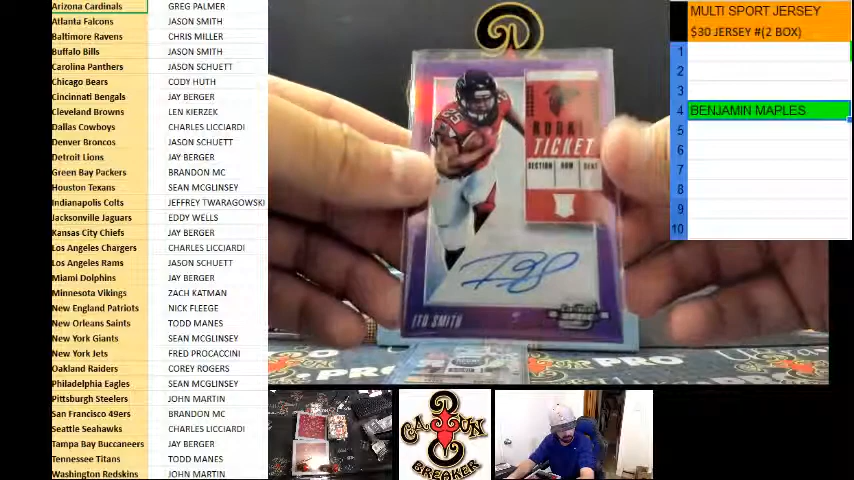 Arizona Cardinals GREG PALMER
Atlanta Falcons JASON SMITH
Baltimore Ravens CHRIS MILLER
Buffalo Bills JASON SMITH
Carolina Panthers JASON SCHUETT
Chicago Bears CODY HUTH
Cincinnati Bengals JAY BERGER
Cleveland Browns LEN KIERZEK
Dallas Cowboys CHARLES LICCIARDI
Denver Broncos JASON SCHUETT
Detroit Lions JAY BERGER
Green Bay Packers BRANDON MC
Houston Texans SEAN MCGLINSEY
Indianapolis Colts JEFFREY TWARAGOWSKI
Jacksonville Jaguars EDDY WELLS
Kansas City Chiefs JAY BERGER
Los Angeles Chargers CHARLES LICCIARDI
Los Angeles Rams JASON SCHUETT
Miami Dolphins JAY BERGER
Minnesota Vikings ZACH KATMAN
New England Patriots NICK FLEEGE
New Orleans Saints TODD MANES
New York Giants SEAN MCGLINSEY
New York Jets FRED PROCACCINI
Oakland Raiders COREY ROGERS
Philadelphia Eagles SEAN MCGLINSEY
Pittsburgh Steelers JOHN MARTIN
San Francisco 49ers BRANDON MC
Seattle Seahawks CHARLES LICCIARDI
Tampa Bay Buccaneers JAY BERGER
Tennessee Titans TODD MANES
Washington Redskins JOHN MARTIN
ROOKIE
TICKET
SECTION ROW SEAT
ITO SMITH
PRO
CAJUN
BREAKER
MULTI SPORT JERSEY
$30 JERSEY #(2 BOX)
1
2
3
4 BENJAMIN MAPLES
5
6
7
8
9
10